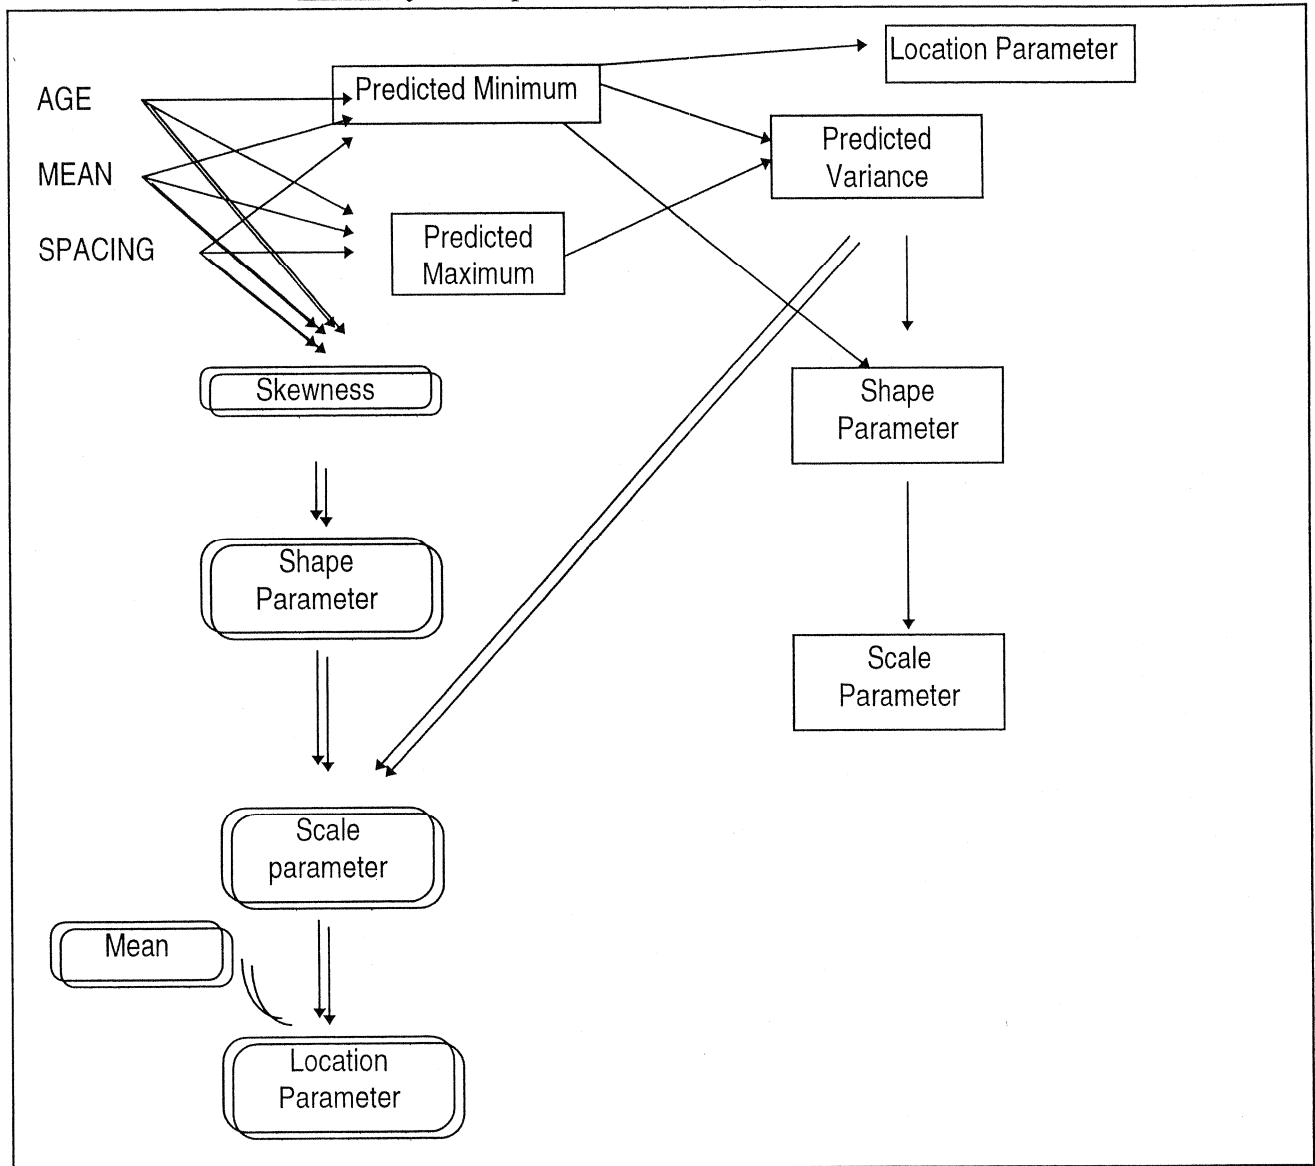 Location Parameter
Predicted Minimum
AGE
Predicted
Variance
MEAN
SPACING
Predicted
Maximum
Skewness
Shape
Parameter
Shape
Parameter
Scale
Parameter
Scale
parameter
Mean
Location
Parameter